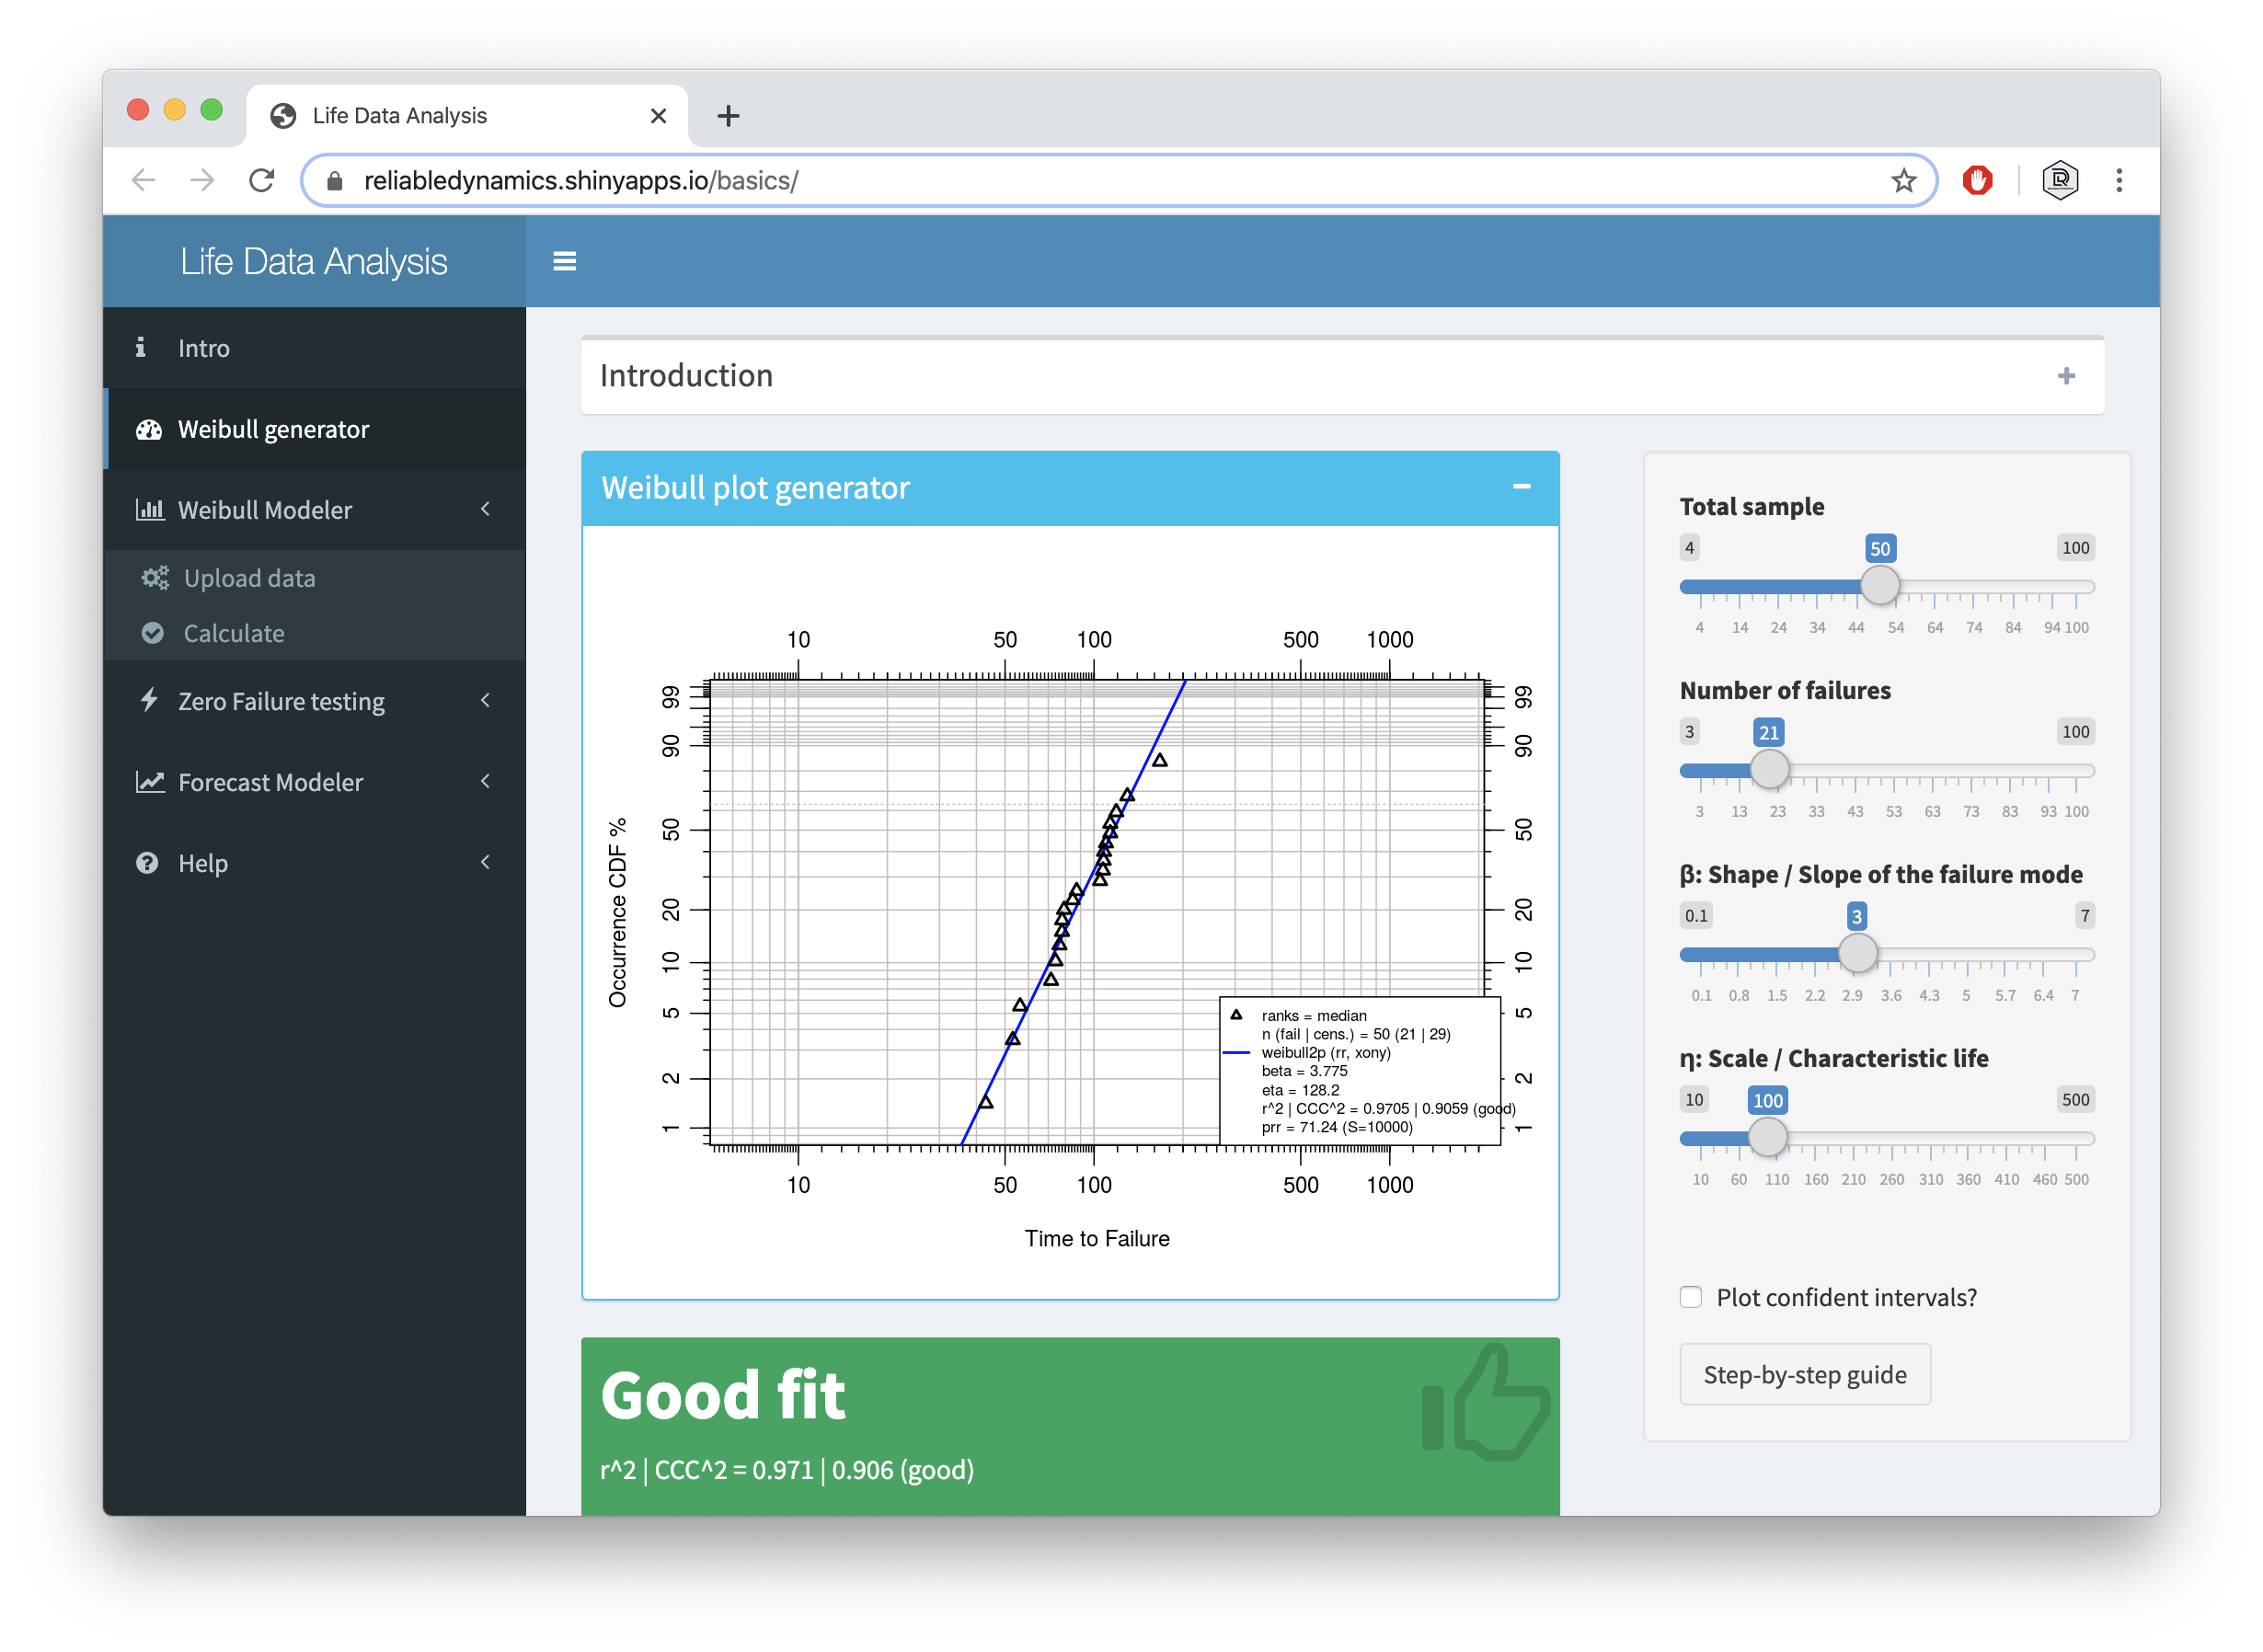 Life Data Analysis
reliabledynamics.shinyapps.io/basics/
Life Data Analysis
Intro
Weibull generator
Weibull Modeler
Upload data
Calculate
Zero Failure testing
Forecast Modeler
Help
Introduction
Weibull plot generator
10 50 100 500 1000
99 99
90 90
50 50
20 20
10 10
5 5
2 2
1 1
Occurrence CDF %
ranks = median
n (fail | cens.) = 50 (21 | 29)
weibull2p (rr, xony)
beta = 3.775
eta = 128.2
r^2 | CCC^2 = 0.9705 | 0.9059 (good)
prr = 71.24 (S=10000)
10 50 100 500 1000
Time to Failure
Good fit
r^2 | CCC^2 = 0.971 | 0.906 (good)
Total sample
4 50 100
4 14 24 34 44 54 64 74 84 94 100
Number of failures
3 21 100
3 13 23 33 43 53 63 73 83 93 100
β: Shape / Slope of the failure mode
0.1 3 7
0.1 0.8 1.5 2.2 2.9 3.6 4.3 5 5.7 6.4 7
η: Scale / Characteristic life
10 100 500
10 60 110 160 210 260 310 360 410 460 500
Plot confident intervals?
Step-by-step guide